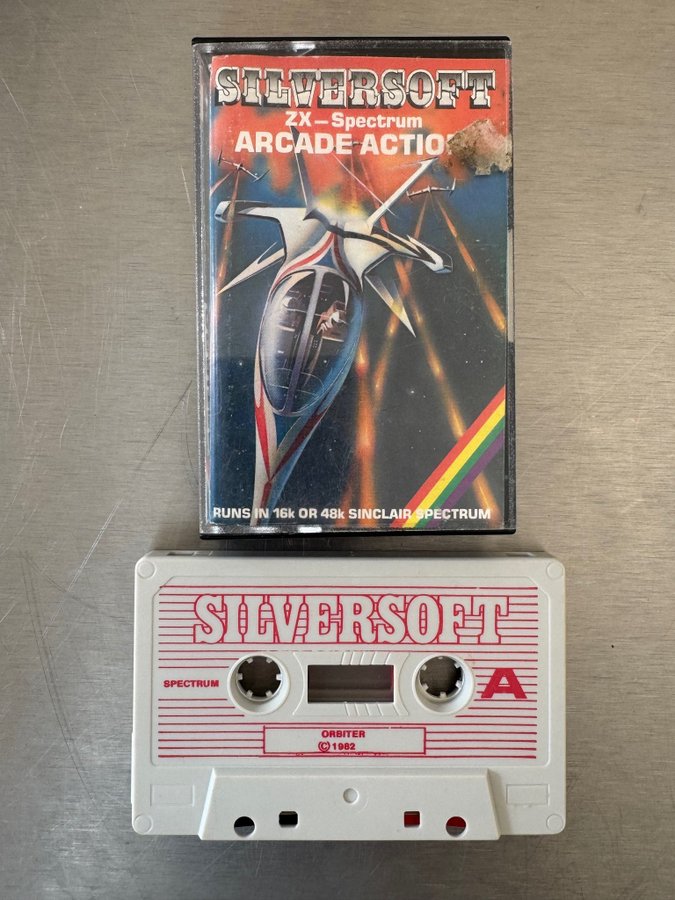 SILVERSOFT
ZX–Spectrum
ARCADE ACTIO
RUNS IN 16k OR 48k SINCLAIR SPECTRUM
SILVERSOFT
SPECTRUM
A
ORBITER
© 1982